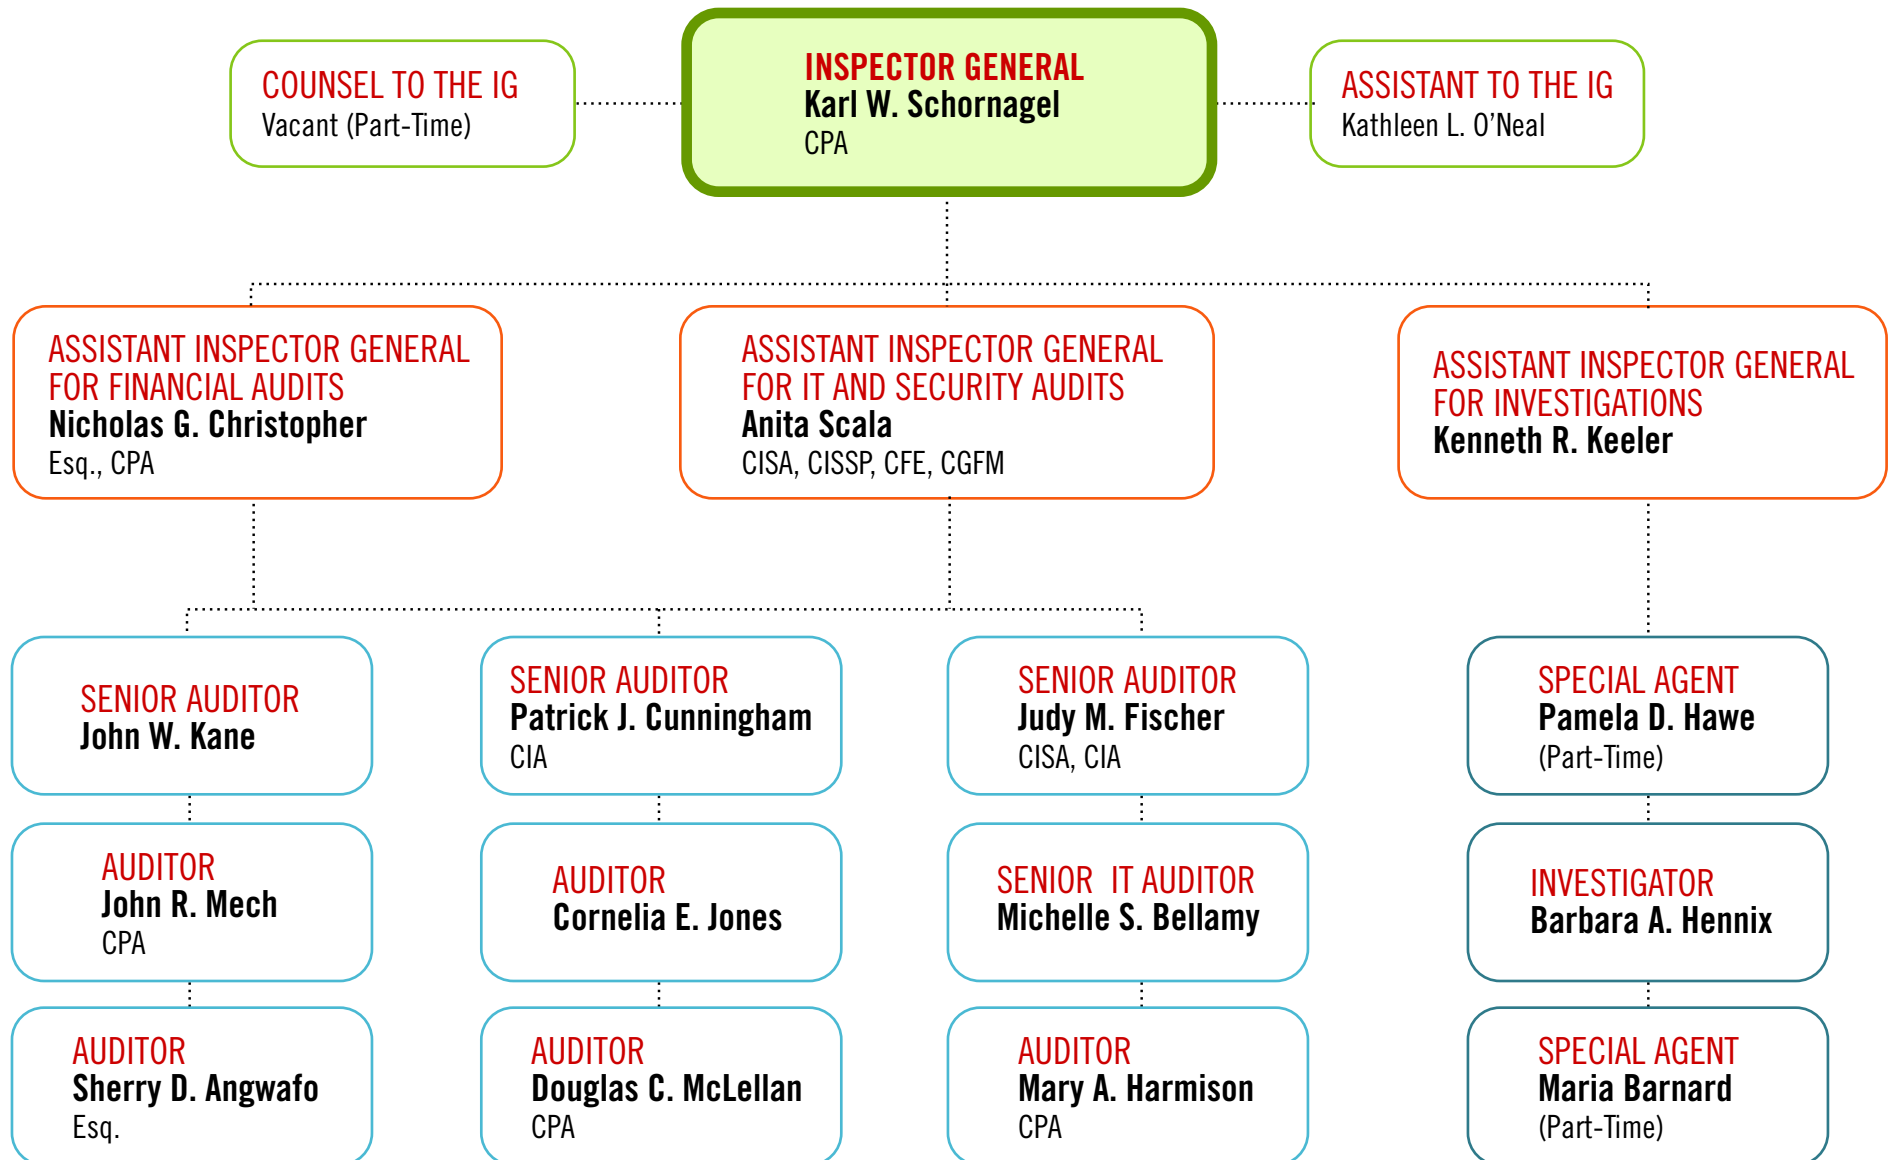 COUNSEL TO THE IG
Vacant (Part-Time)
INSPECTOR GENERAL
Karl W. Schornagel
CPA
ASSISTANT TO THE IG
Kathleen L. O’Neal
ASSISTANT INSPECTOR GENERAL
FOR FINANCIAL AUDITS
Nicholas G. Christopher
Esq., CPA
ASSISTANT INSPECTOR GENERAL
FOR IT AND SECURITY AUDITS
Anita Scala
CISA, CISSP, CFE, CGFM
ASSISTANT INSPECTOR GENERAL
FOR INVESTIGATIONS
Kenneth R. Keeler
SENIOR AUDITOR
John W. Kane
SENIOR AUDITOR
Patrick J. Cunningham
CIA
SENIOR AUDITOR
Judy M. Fischer
CISA, CIA
SPECIAL AGENT
Pamela D. Hawe
(Part-Time)
AUDITOR
John R. Mech
CPA
AUDITOR
Cornelia E. Jones
SENIOR IT AUDITOR
Michelle S. Bellamy
INVESTIGATOR
Barbara A. Hennix
AUDITOR
Sherry D. Angwafo
Esq.
AUDITOR
Douglas C. McLellan
CPA
AUDITOR
Mary A. Harmison
CPA
SPECIAL AGENT
Maria Barnard
(Part-Time)